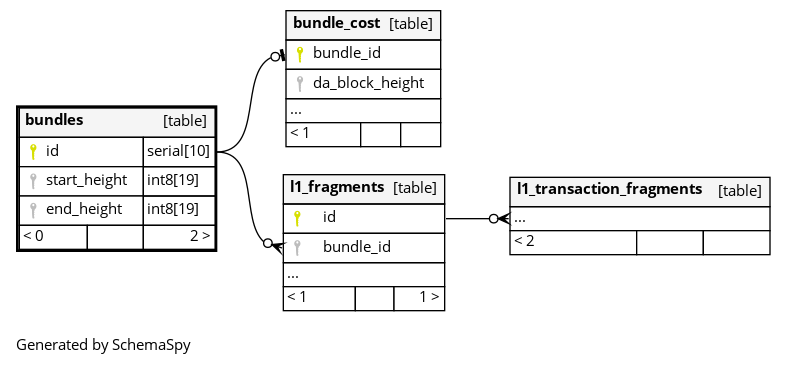 bundle_cost [table]
bundle_id
da_block_height
...
< 1
bundles [table]
id serial[10]
start_height int8[19]
end_height int8[19]
< 0 2 >
l1_fragments [table]
id
bundle_id
...
< 1 1 >
l1_transaction_fragments [table]
...
< 2
Generated by SchemaSpy